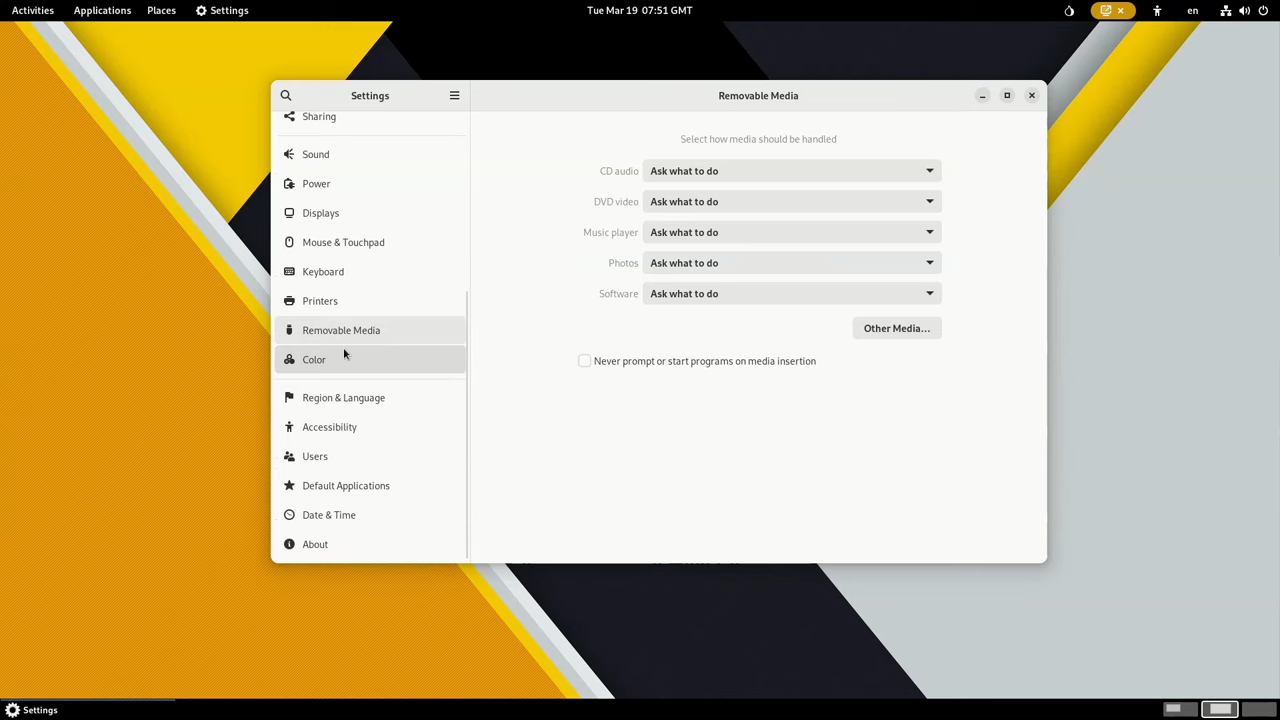 Activities Applications Places Settings Tue Mar 19 07:51 GMT en
Settings
Removable Media
Sharing
Sound
Power
Displays
Mouse & Touchpad
Keyboard
Printers
Removable Media
Color
Region & Language
Accessibility
Users
Default Applications
Date & Time
About
Select how media should be handled
CD audio Ask what to do
DVD video Ask what to do
Music player Ask what to do
Photos Ask what to do
Software Ask what to do
Other Media...
Never prompt or start programs on media insertion
Settings